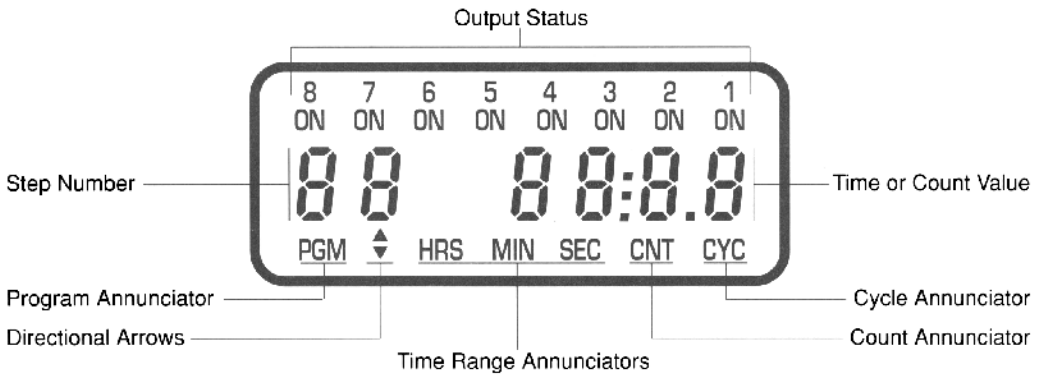 Output Status
8 7 6 5 4 3 2 1
ON ON ON ON ON ON ON ON
Step Number
88 88:8.8
Time or Count Value
PGM HRS MIN SEC CNT CYC
Program Annunciator
Cycle Annunciator
Directional Arrows
Count Annunciator
Time Range Annunciators